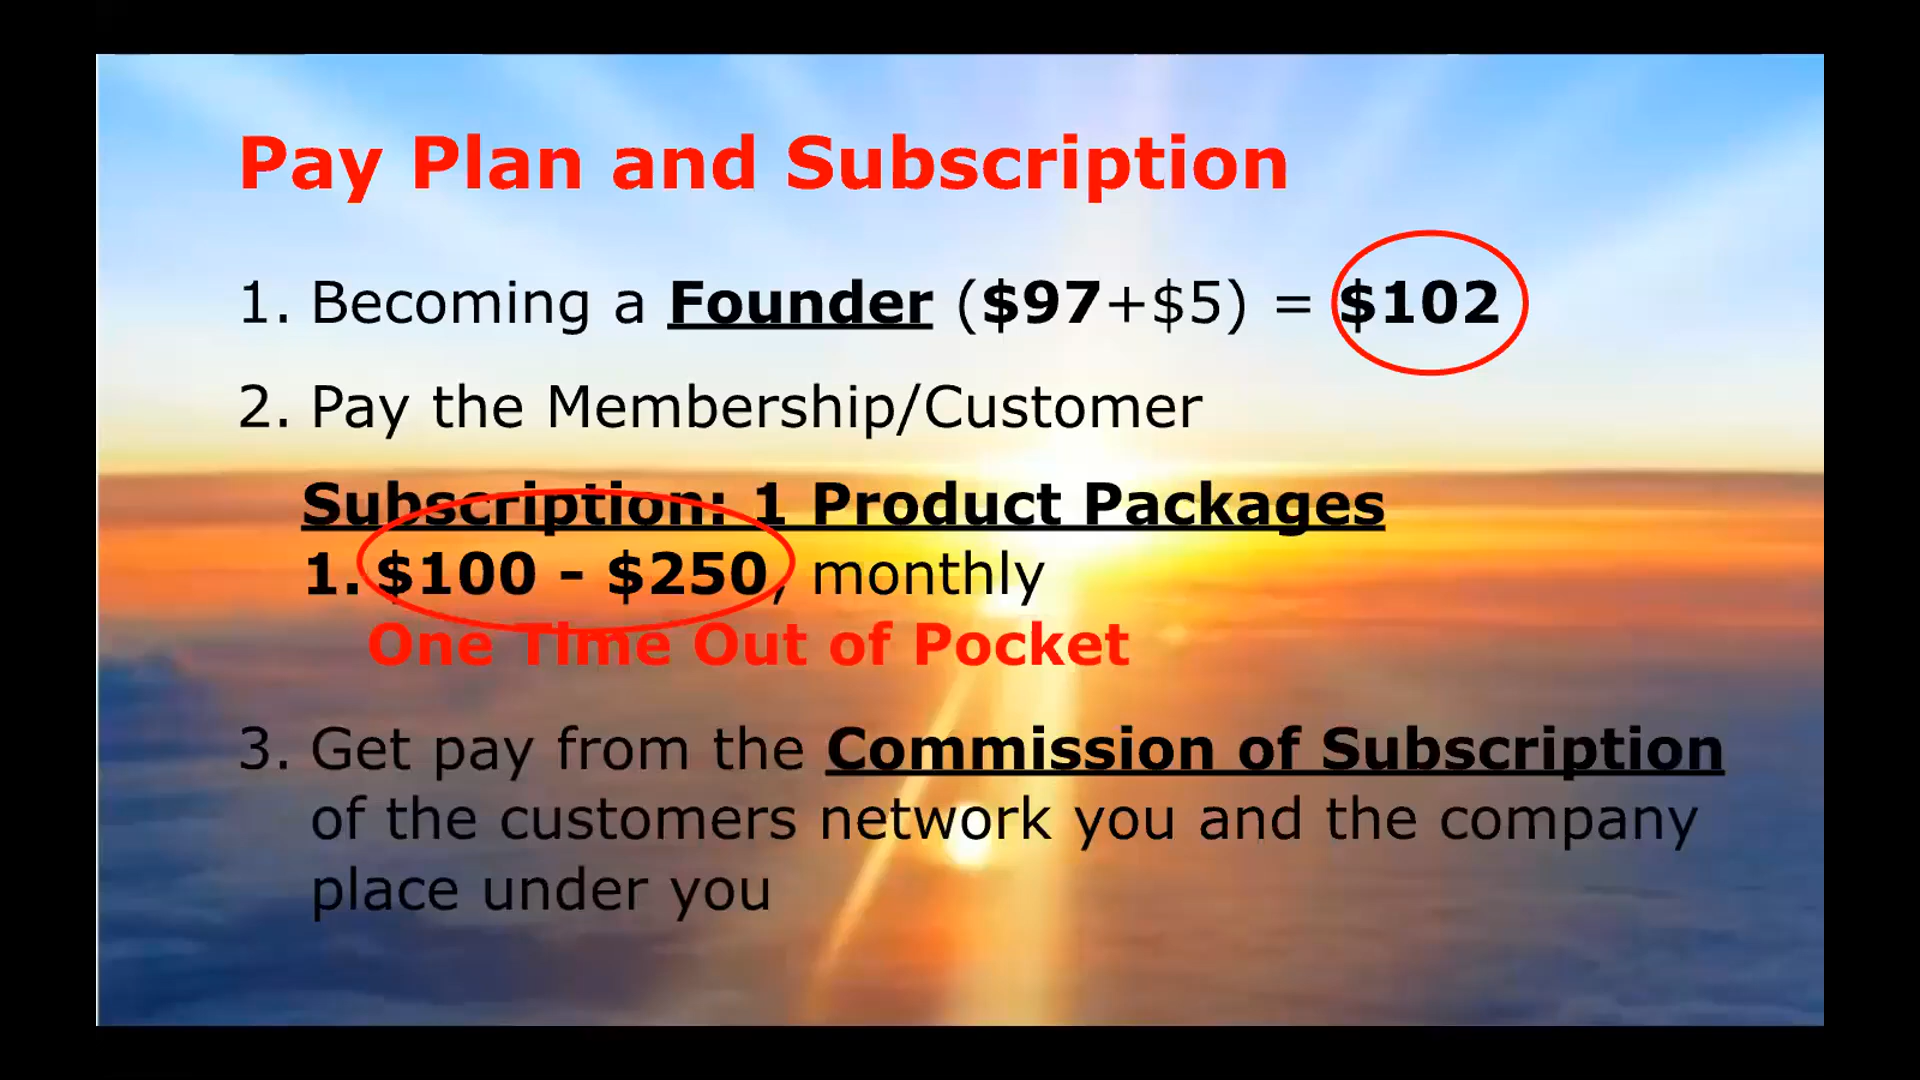 Pay Plan and Subscription
1. Becoming a Founder ($97+$5) = $102
2. Pay the Membership/Customer
Subscription: 1 Product Packages
1. $100 - $250, monthly
One Time Out of Pocket
3. Get pay from the Commission of Subscription
of the customers network you and the company
place under you